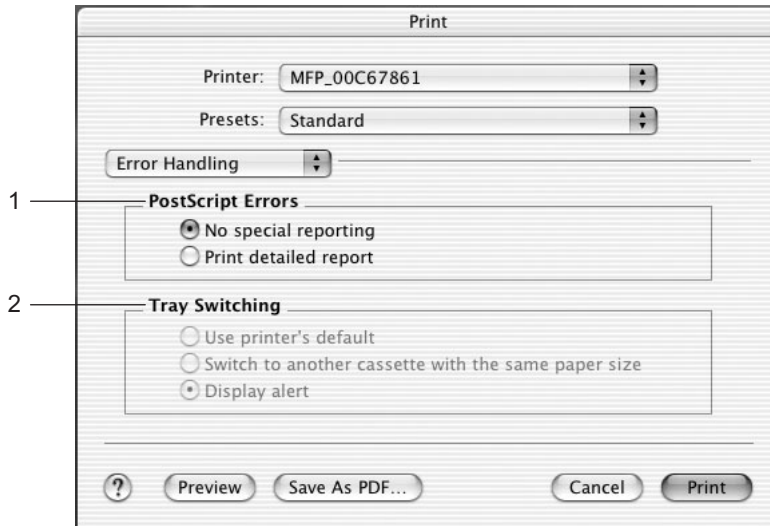 Print
Printer: MFP_00C67861
Presets: Standard
Error Handling
1
PostScript Errors
No special reporting
Print detailed report
2
Tray Switching
Use printer's default
Switch to another cassette with the same paper size
Display alert
? Preview Save As PDF... Cancel Print